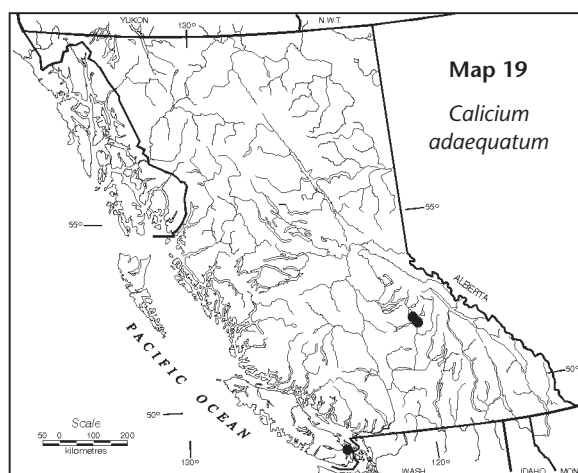 YUKON
130°
N.W.T.
Map 19
Calicium
adaequatum
55°
55°
ALBERTA
PACIFIC OCEAN
50°
50°
Scale
50 0 100 200
kilometres
130°
120°
WASH
IDAHO
MON